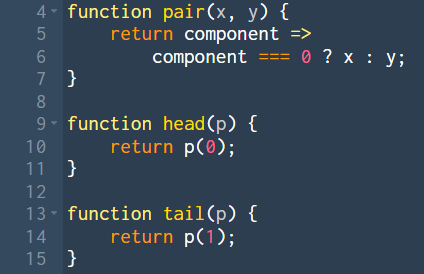 4 function pair(x, y) {
5     return component =>
6         component === 0 ? x : y;
7 }
8
9 function head(p) {
10     return p(0);
11 }
12
13 function tail(p) {
14     return p(1);
15 }